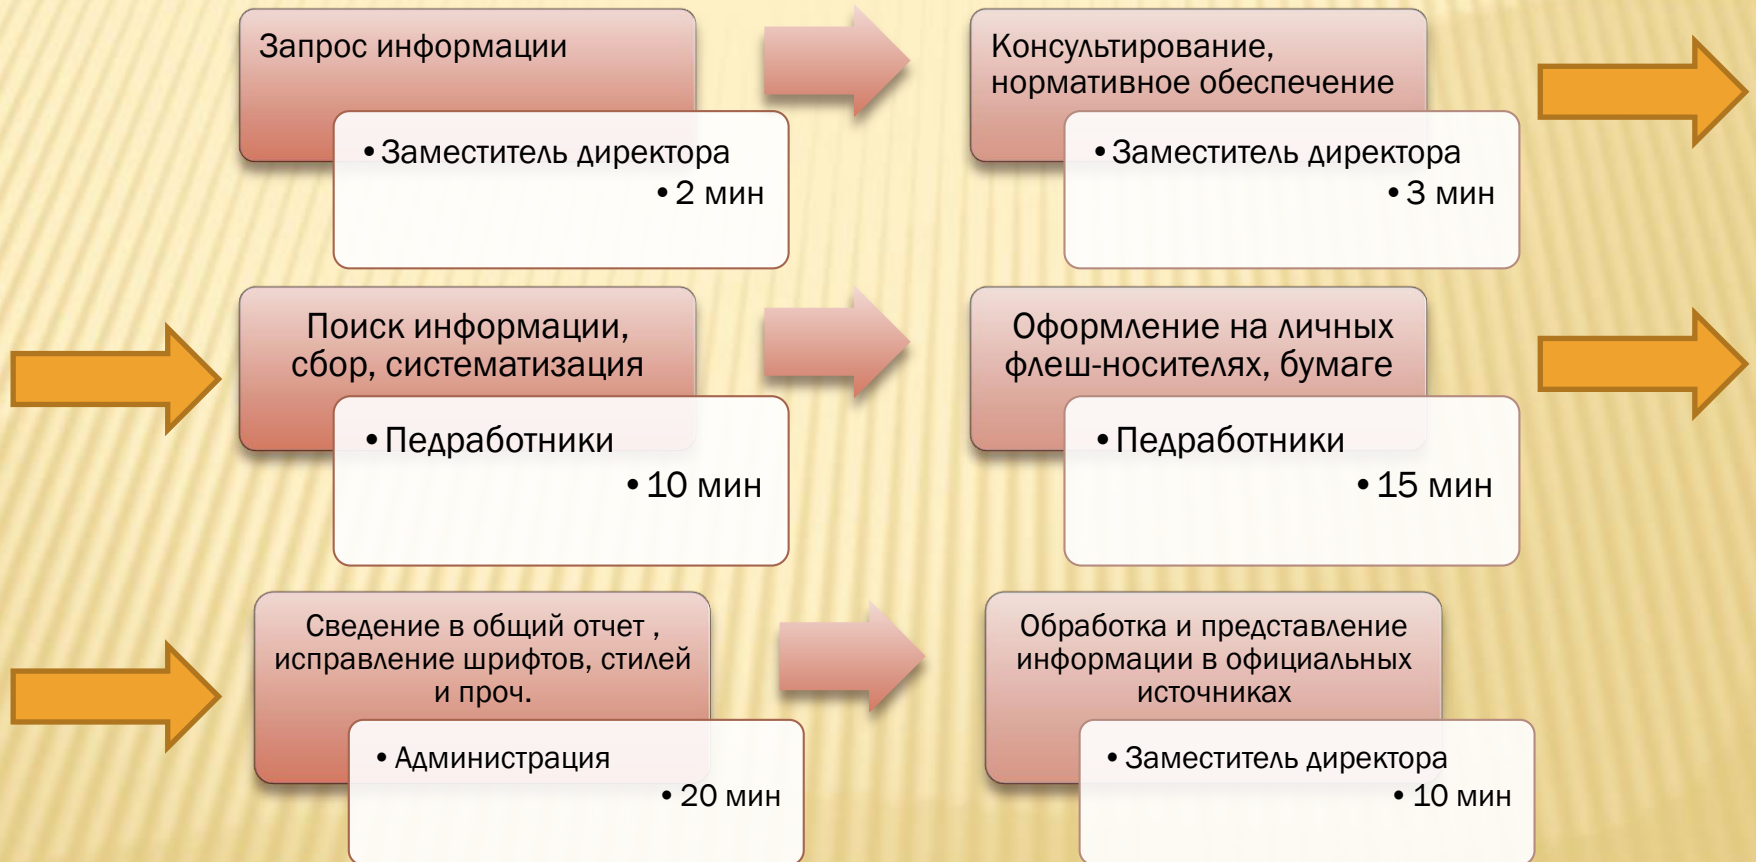 Запрос информации
• Заместитель директора
• 2 мин
Консультирование,
нормативное обеспечение
• Заместитель директора
• 3 мин
Поиск информации,
сбор, систематизация
• Педработники
• 10 мин
Оформление на личных
флеш-носителях, бумаге
• Педработники
• 15 мин
Сведение в общий отчет ,
исправление шрифтов, стилей
и проч.
• Администрация
• 20 мин
Обработка и представление
информации в официальных
источниках
• Заместитель директора
• 10 мин